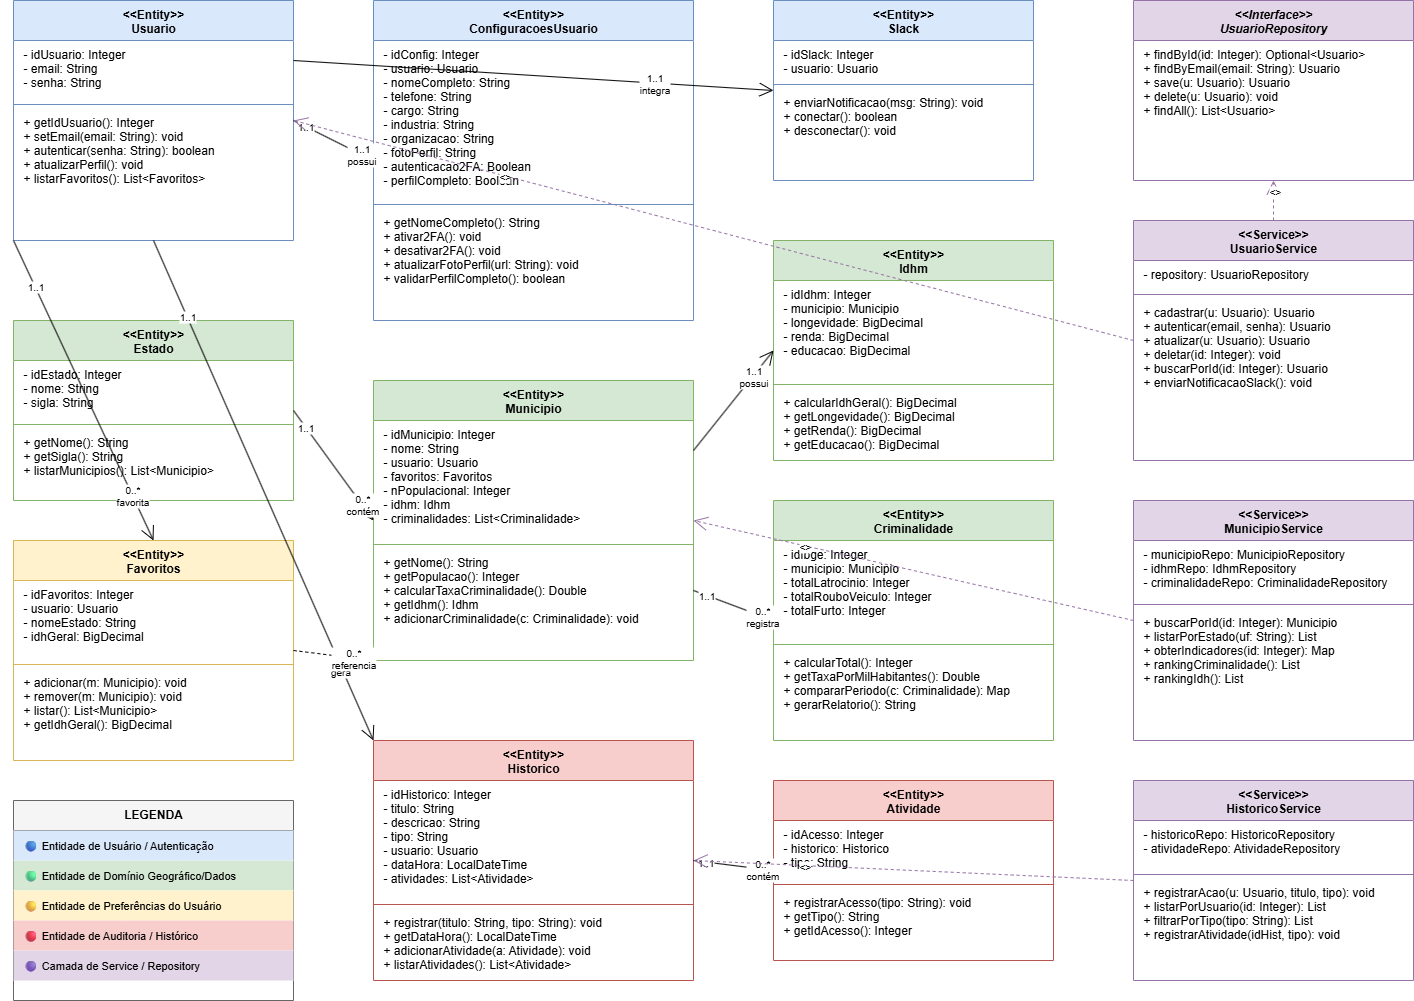 <<Entity>>
Usuario
- idUsuario: Integer
- email: String
- senha: String
+ getIdUsuario(): Integer
+ setEmail(email: String): void
+ autenticar(senha: String): boolean
+ atualizarPerfil(): void
+ listarFavoritos(): List<Favoritos>
<<Entity>>
ConfiguracoesUsuario
- idConfig: Integer
- usuario: Usuario
- nomeCompleto: String
- telefone: String
- cargo: String
- industria: String
- organizacao: String
- fotoPerfil: String
- autenticacao2FA: Boolean
- perfilCompleto: Boolean
+ getNomeCompleto(): String
+ ativar2FA(): void
+ desativar2FA(): void
+ atualizarFotoPerfil(url: String): void
+ validarPerfilCompleto(): boolean
<<Entity>>
Slack
- idSlack: Integer
- usuario: Usuario
+ enviarNotificacao(msg: String): void
+ conectar(): boolean
+ desconectar(): void
<<Interface>>
UsuarioRepository
+ findById(id: Integer): Optional<Usuario>
+ findByEmail(email: String): Usuario
+ save(u: Usuario): Usuario
+ delete(u: Usuario): void
+ findAll(): List<Usuario>
1..1
integra
1..1
1..1
possui
<>
<>
<<Service>>
UsuarioService
- repository: UsuarioRepository
+ cadastrar(u: Usuario): Usuario
+ autenticar(email, senha): Usuario
+ atualizar(u: Usuario): Usuario
+ deletar(id: Integer): void
+ buscarPorId(id: Integer): Usuario
+ enviarNotificacaoSlack(): void
<<Entity>>
Idhm
- idIdhm: Integer
- municipio: Municipio
- longevidade: BigDecimal
- renda: BigDecimal
- educacao: BigDecimal
+ calcularIdhGeral(): BigDecimal
+ getLongevidade(): BigDecimal
+ getRenda(): BigDecimal
+ getEducacao(): BigDecimal
1..1
1..1
<<Entity>>
Estado
- idEstado: Integer
- nome: String
- sigla: String
+ getNome(): String
+ getSigla(): String
+ listarMunicipios(): List<Municipio>
0..*
favorita
1..1
0..*
contém
<<Entity>>
Municipio
- idMunicipio: Integer
- nome: String
- usuario: Usuario
- favoritos: Favoritos
- nPopulacional: Integer
- idhm: Idhm
- criminalidades: List<Criminalidade>
+ getNome(): String
+ getPopulacao(): Integer
+ calcularTaxaCriminalidade(): Double
+ getIdhm(): Idhm
+ adicionarCriminalidade(c: Criminalidade): void
1..1
possui
1..1
0..*
registra
<<Entity>>
Criminalidade
<>
- idIbge: Integer
- municipio: Municipio
- totalLatrocinio: Integer
- totalRouboVeiculo: Integer
- totalFurto: Integer
+ calcularTotal(): Integer
+ getTaxaPorMilHabitantes(): Double
+ compararPeriodo(c: Criminalidade): Map
+ gerarRelatorio(): String
<<Service>>
MunicipioService
- municipioRepo: MunicipioRepository
- idhmRepo: IdhmRepository
- criminalidadeRepo: CriminalidadeRepository
+ buscarPorId(id: Integer): Municipio
+ listarPorEstado(uf: String): List
+ obterIndicadores(id: Integer): Map
+ rankingCriminalidade(): List
+ rankingIdh(): List
<<Entity>>
Favoritos
- idFavoritos: Integer
- usuario: Usuario
- nomeEstado: String
- idhGeral: BigDecimal
+ adicionar(m: Municipio): void
+ remover(m: Municipio): void
+ listar(): List<Municipio>
+ getIdhGeral(): BigDecimal
0..*
referencia
gera
<<Entity>>
Historico
- idHistorico: Integer
- titulo: String
- descricao: String
- tipo: String
- usuario: Usuario
- dataHora: LocalDateTime
- atividades: List<Atividade>
+ registrar(titulo: String, tipo: String): void
+ getDataHora(): LocalDateTime
+ adicionarAtividade(a: Atividade): void
+ listarAtividades(): List<Atividade>
1..1
0..*
contém
<<Entity>>
Atividade
- idAcesso: Integer
- historico: Historico
- tipo: String
<>
+ registrarAcesso(tipo: String): void
+ getTipo(): String
+ getIdAcesso(): Integer
<<Service>>
HistoricoService
- historicoRepo: HistoricoRepository
- atividadeRepo: AtividadeRepository
+ registrarAcao(u: Usuario, titulo, tipo): void
+ listarPorUsuario(id: Integer): List
+ filtrarPorTipo(tipo: String): List
+ registrarAtividade(idHist, tipo): void
LEGENDA
Entidade de Usuário / Autenticação
Entidade de Domínio Geográfico/Dados
Entidade de Preferências do Usuário
Entidade de Auditoria / Histórico
Camada de Service / Repository